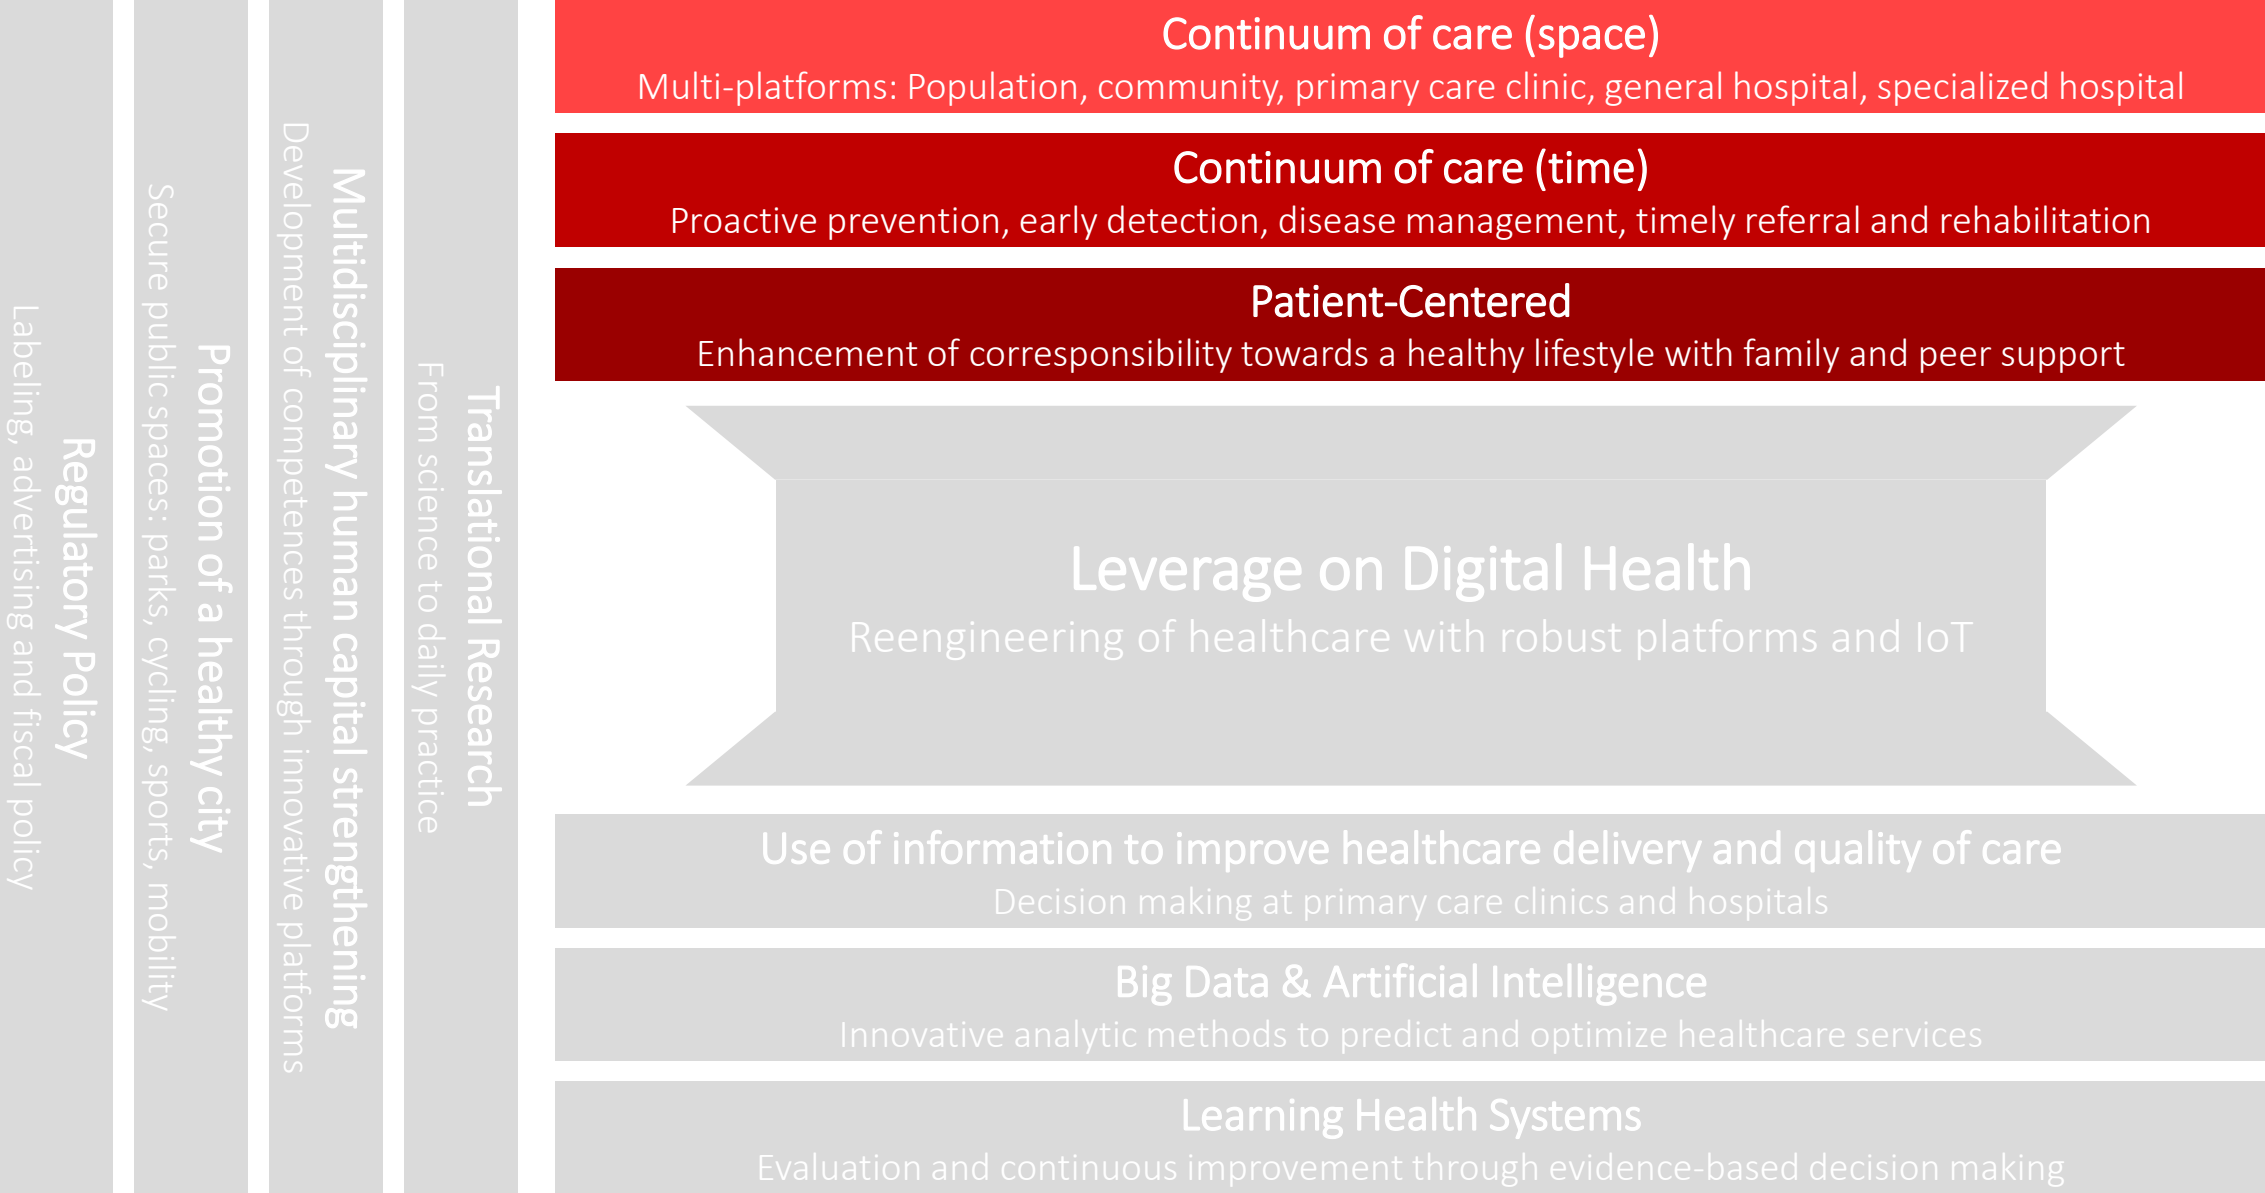 Regulatory Policy
Labeling, advertising and fiscal policy
Promotion of a healthy city
Secure public spaces: parks, cycling, sports, mobility
Multidisciplinary human capital strengthening
Development of competences through innovative platforms
Translational Research
From science to daily practice
Continuum of care (space)
Multi-platforms: Population, community, primary care clinic, general hospital, specialized hospital
Continuum of care (time)
Proactive prevention, early detection, disease management, timely referral and rehabilitation
Patient-Centered
Enhancement of corresponsibility towards a healthy lifestyle with family and peer support
Leverage on Digital Health
Reengineering of healthcare with robust platforms and IoT
Use of information to improve healthcare delivery and quality of care
Decision making at primary care clinics and hospitals
Big Data & Artificial Intelligence
Innovative analytic methods to predict and optimize healthcare services
Learning Health Systems
Evaluation and continuous improvement through evidence-based decision making